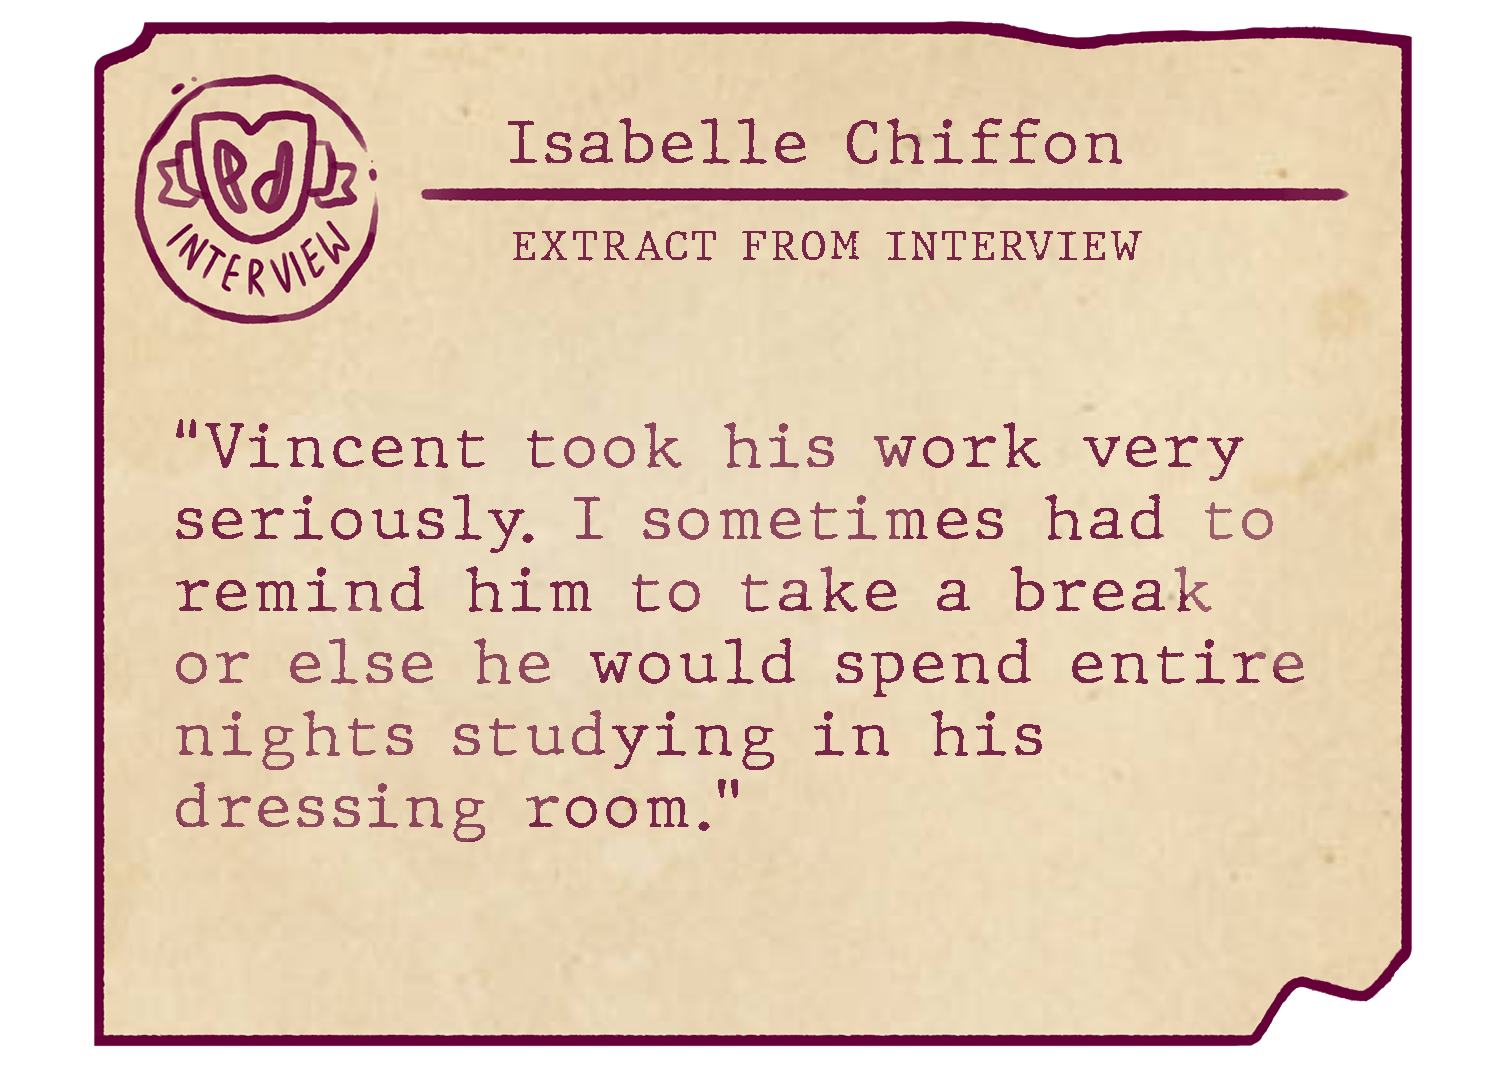 Pd
INTERVIEW
Isabelle Chiffon
EXTRACT FROM INTERVIEW
“Vincent took his work very
seriously. I sometimes had to
remind him to take a break
or else he would spend entire
nights studying in his
dressing room."